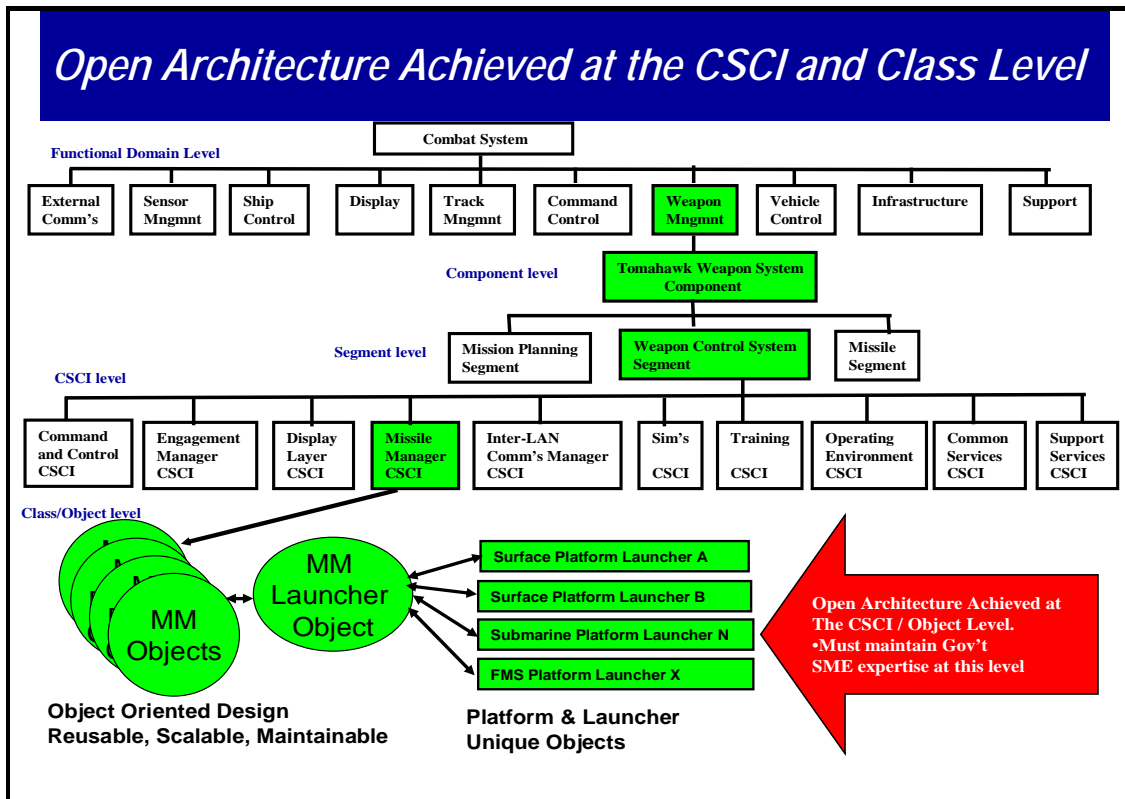 Open Architecture Achieved at the CSCI and Class Level
Combat System
Functional Domain Level
External
Comm's
Sensor
Mngmnt
Ship
Control
Display
Track
Mngmnt
Command
Control
Weapon
Mngmnt
Vehicle
Control
Infrastructure
Support
Component level
Tomahawk Weapon System
Component
Segment level
Mission Planning
Segment
Weapon Control System
Segment
Missile
Segment
CSCI level
Command
and Control
CSCI
Engagement
Manager
CSCI
Display
Layer
CSCI
Missile
Manager
CSCI
Inter-LAN
Comm's Manager
CSCI
Sim's
CSCI
Training
CSCI
Operating
Environment
CSCI
Common
Services
CSCI
Support
Services
CSCI
Class/Object level
MM
Objects
MM
Launcher
Object
Surface Platform Launcher A
Surface Platform Launcher B
Submarine Platform Launcher N
FMS Platform Launcher X
Open Architecture Achieved at
The CSCI / Object Level.
•Must maintain Gov't
SME expertise at this level
Object Oriented Design
Reusable, Scalable, Maintainable
Platform & Launcher
Unique Objects